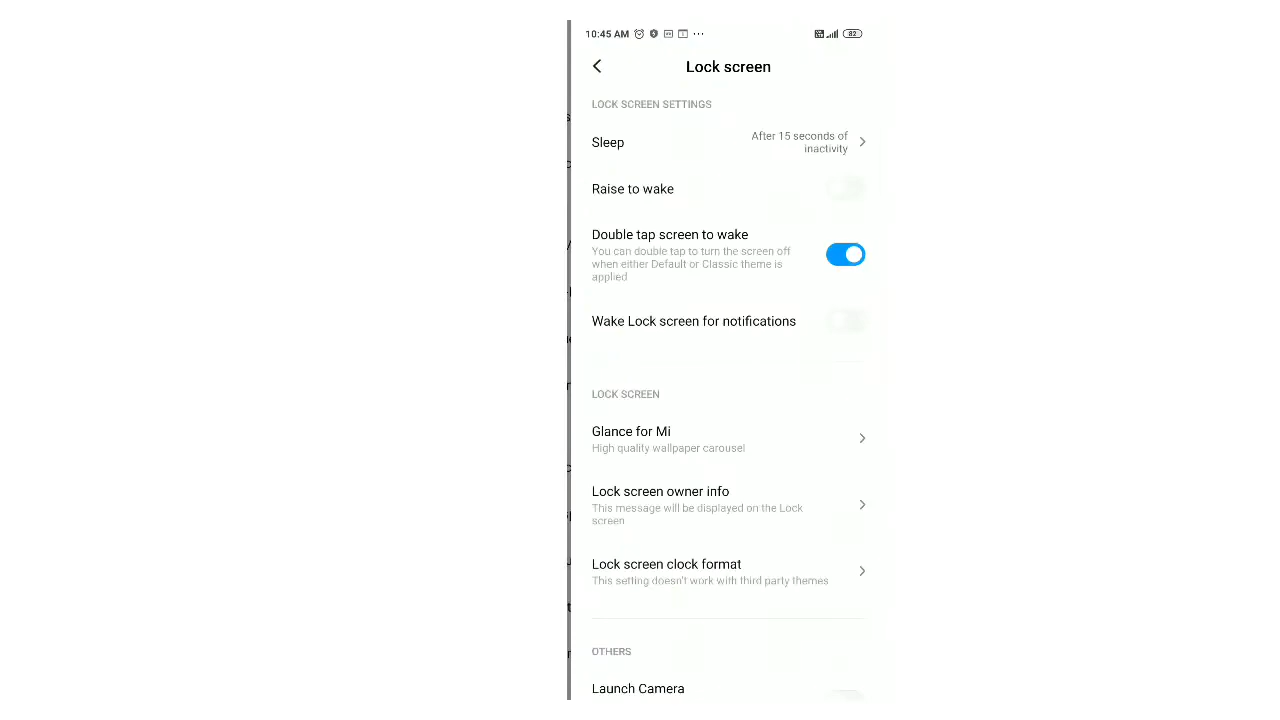 10:45 AM
82
Lock screen
LOCK SCREEN SETTINGS
Sleep
After 15 seconds of
inactivity
Raise to wake
Double tap screen to wake
You can double tap to turn the screen off
when either Default or Classic theme is
applied
Wake Lock screen for notifications
LOCK SCREEN
Glance for Mi
High quality wallpaper carousel
Lock screen owner info
This message will be displayed on the Lock
screen
Lock screen clock format
This setting doesn't work with third party themes
OTHERS
Launch Camera